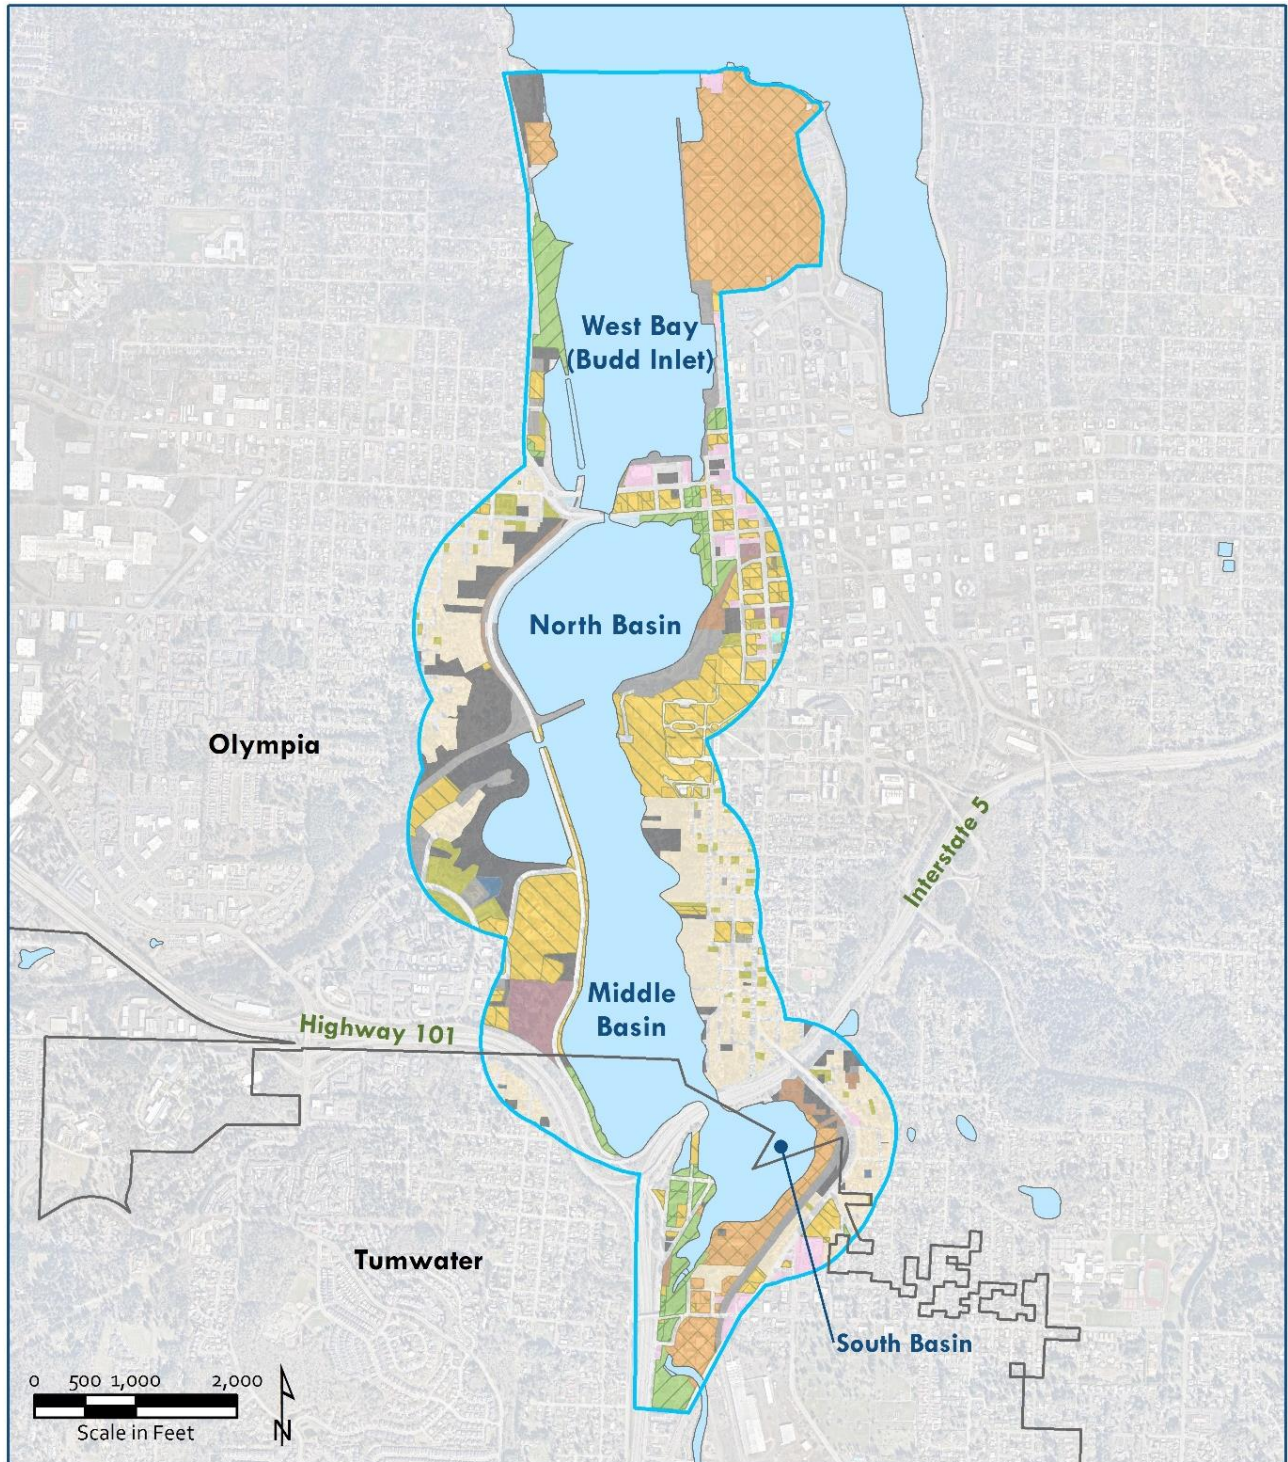 West Bay
(Budd Inlet)
North Basin
Olympia
Interstate 5
Middle
Basin
Highway 101
Tumwater
South Basin
0 500 1,000 2,000
Scale in Feet
N